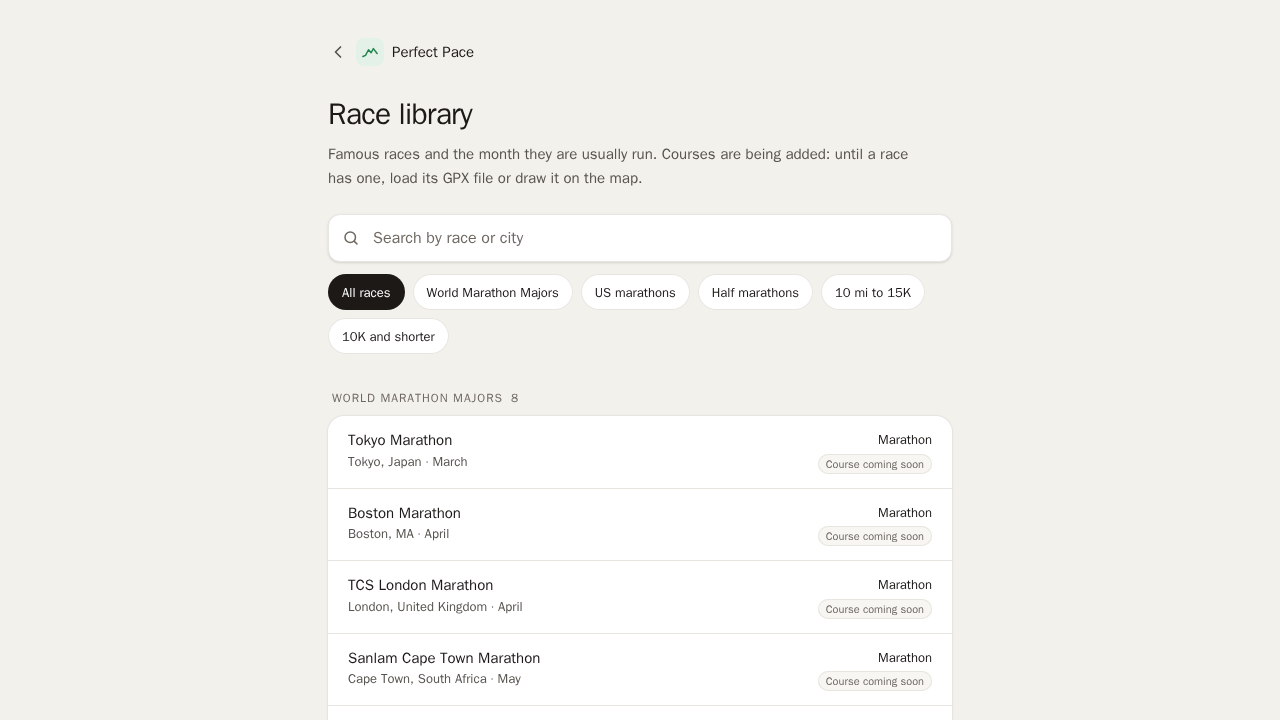 Perfect Pace
Race library
Famous races and the month they are usually run. Courses are being added: until a race
has one, load its GPX file or draw it on the map.
Search by race or city
All races
World Marathon Majors
US marathons
Half marathons
10 mi to 15K
10K and shorter
WORLD MARATHON MAJORS 8
Tokyo Marathon
Marathon
Tokyo, Japan · March
Course coming soon
Boston Marathon
Marathon
Boston, MA · April
Course coming soon
TCS London Marathon
Marathon
London, United Kingdom · April
Course coming soon
Sanlam Cape Town Marathon
Marathon
Cape Town, South Africa · May
Course coming soon